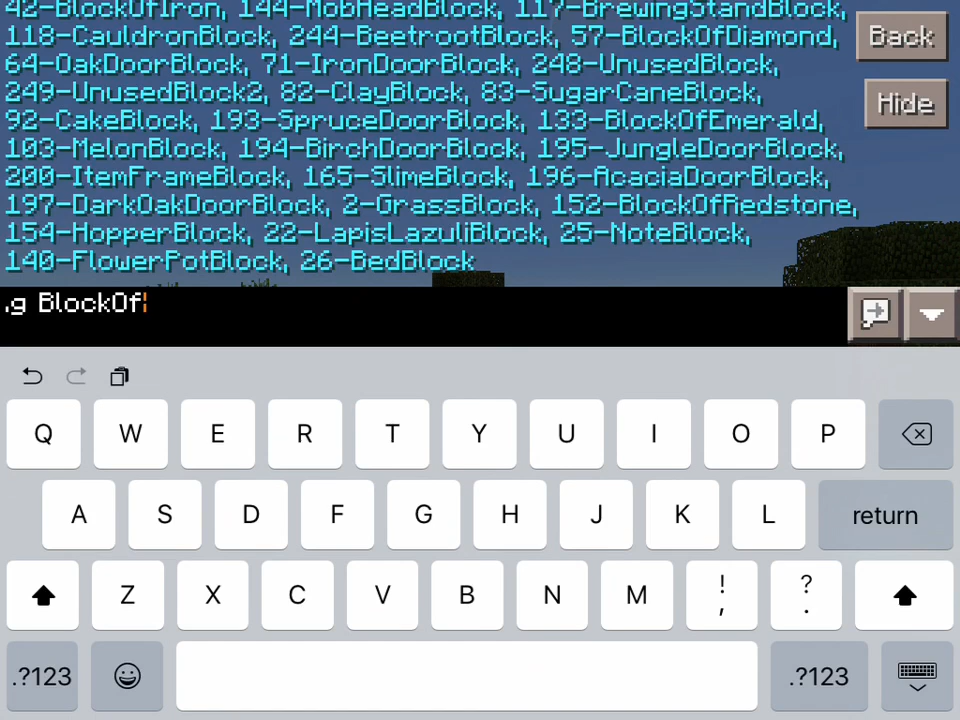 42-BlockOfIron, 144-MobHeadBlock, 117-BrewingStandBlock,
118-CauldronBlock, 244-BeetrootBlock, 57-BlockOfDiamond,
64-OakDoorBlock, 71-IronDoorBlock, 248-UnusedBlock,
249-UnusedBlock2, 82-ClayBlock, 83-SugarCaneBlock,
92-CakeBlock, 193-SpruceDoorBlock, 133-BlockOfEmerald,
103-MelonBlock, 194-BirchDoorBlock, 195-JungleDoorBlock,
200-ItemFrameBlock, 165-SlimeBlock, 196-AcaciaDoorBlock,
197-DarkOakDoorBlock, 2-GrassBlock, 152-BlockOfRedstone,
154-HopperBlock, 22-LapisLazuliBlock, 25-NoteBlock,
140-FlowerPotBlock, 26-BedBlock
Back
Hide
.g BlockOf
Q W E R T Y U I O P
A S D F G H J K L return
Z X C V B N M ! , ? .
.?123 .?123